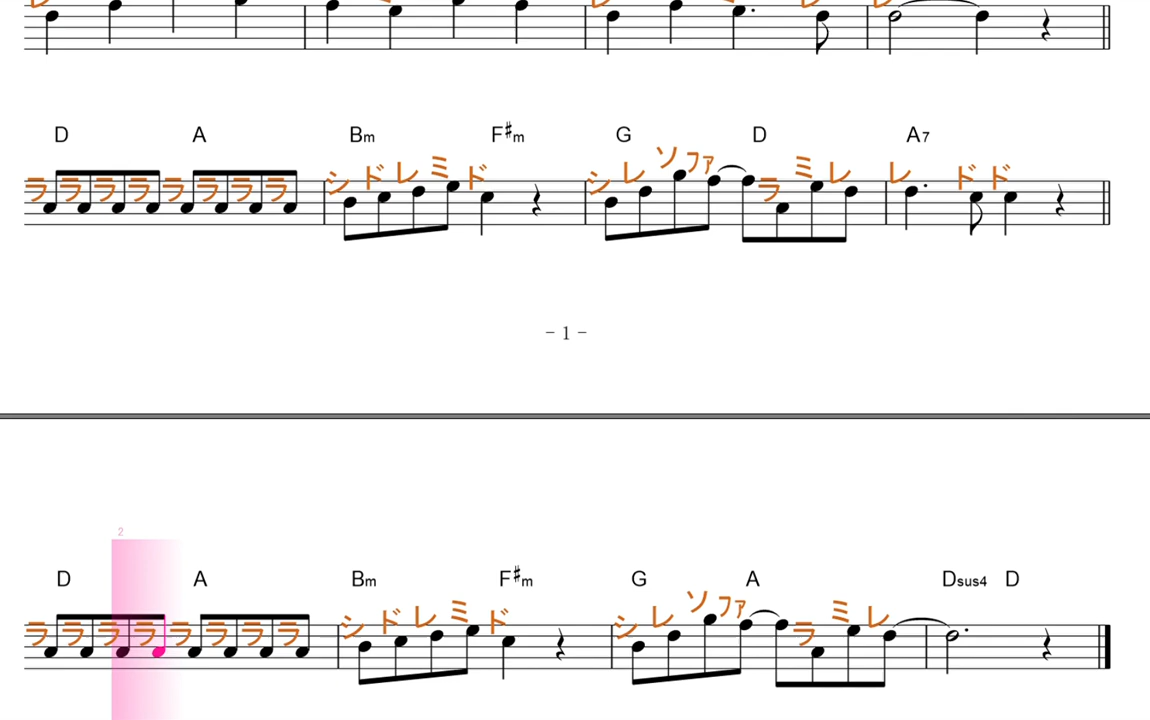 D A Bm F♯m G D A7
ラ ラ ラ ラ ラ ラ ラ ラ シ ド レ ミ ド シ レ ソ ファ ラ ミ レ レ ド ド
- 1 -
2
D A Bm F♯m G A Dsus4 D
ラ ラ ラ ラ ラ ラ ラ ラ シ ド レ ミ ド シ レ ソ ファ ラ ミ レ